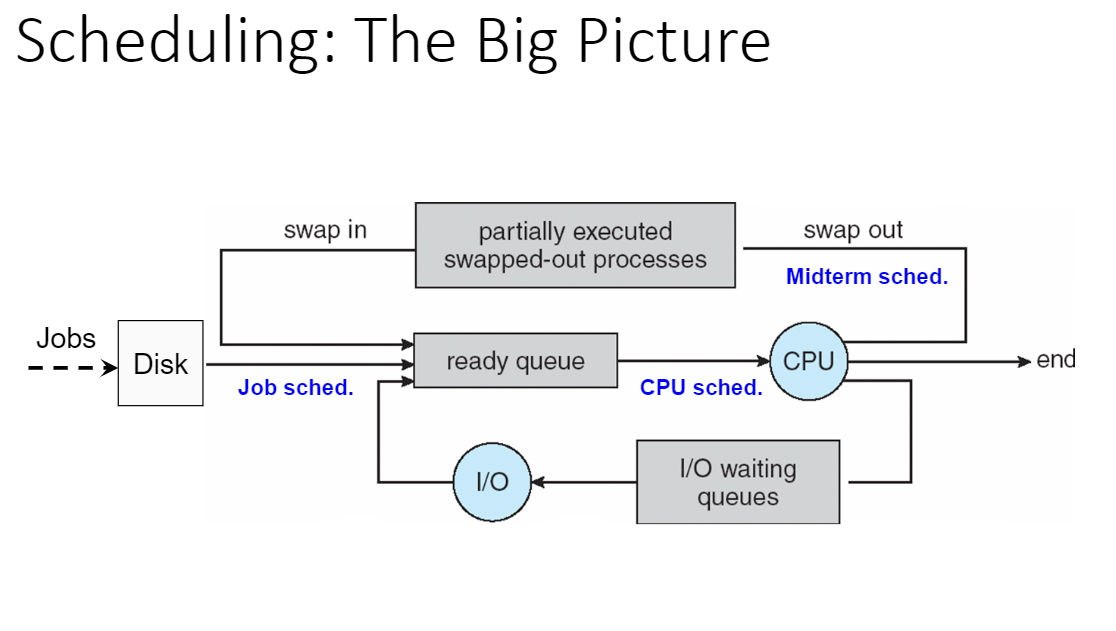 Scheduling: The Big Picture
swap in
partially executed
swapped-out processes
swap out
Midterm sched.
Jobs
Disk
Job sched.
ready queue
CPU sched.
CPU
end
I/O
I/O waiting
queues